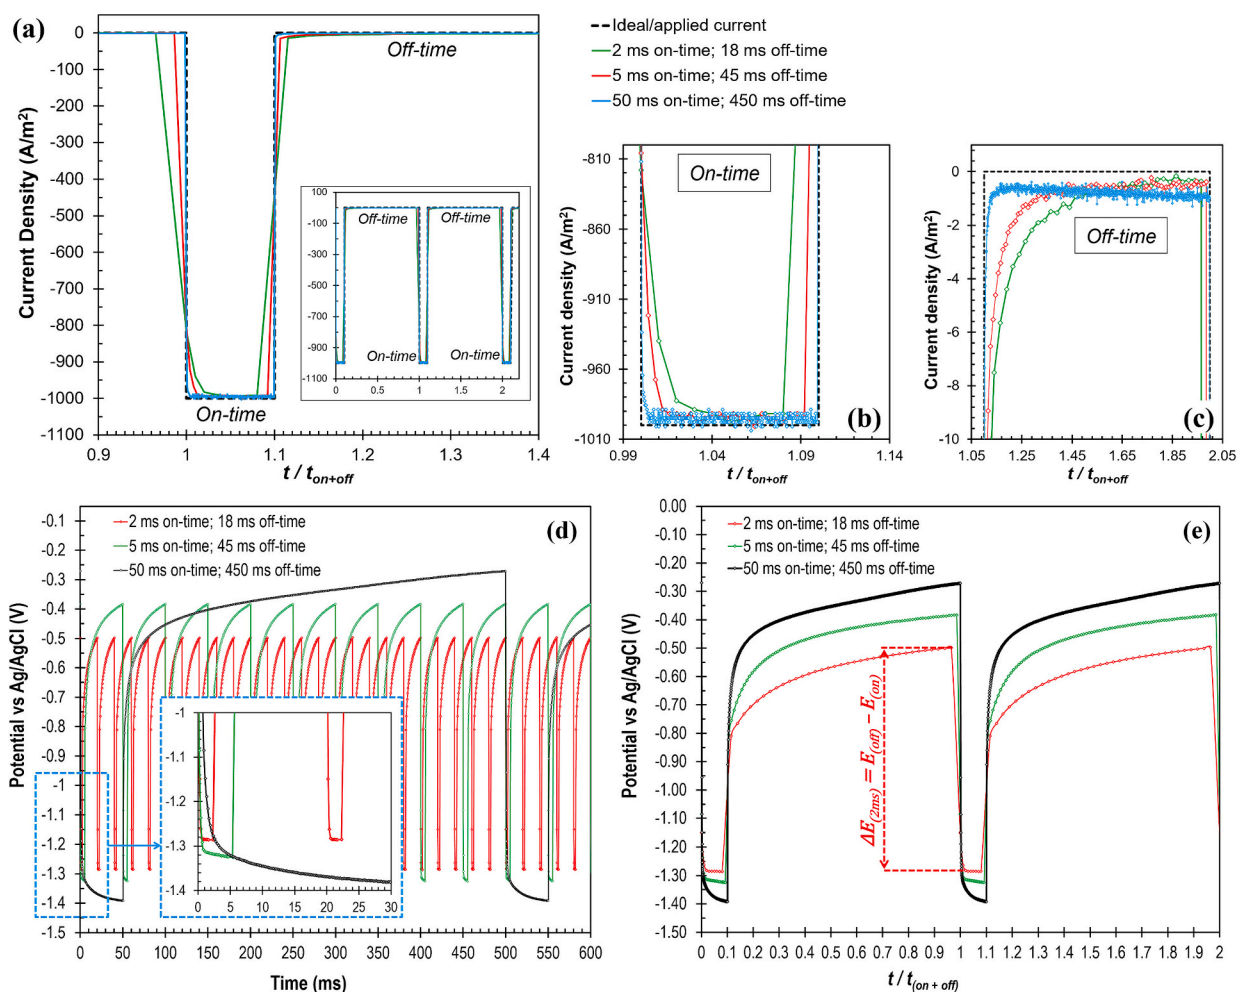 (a)
Current Density (A/m²)
0
-100
-200
-300
-400
-500
-600
-700
-800
-900
-1000
-1100
Off-time
On-time
0.9 1 1.1 1.2 1.3 1.4
t / t on+off
100
-100
-300
-500
-700
-900
-1100
Off-time Off-time
On-time On-time
0 0.5 1 1.5 2
Ideal/applied current
2 ms on-time; 18 ms off-time
5 ms on-time; 45 ms off-time
50 ms on-time; 450 ms off-time
Current density (A/m²)
-810
-860
-910
-960
-1010
On-time
(b)
0.99 1.04 1.09 1.14
t / t on+off
Current density (A/m²)
0
-2
-4
-6
-8
-10
Off-time
(c)
1.05 1.25 1.45 1.65 1.85 2.05
t / t on+off
Potential vs Ag/AgCl (V)
-0.1
-0.2
-0.3
-0.4
-0.5
-0.6
-0.7
-0.8
-0.9
-1
-1.1
-1.2
-1.3
-1.4
-1.5
2 ms on-time; 18 ms off-time
5 ms on-time; 45 ms off-time
50 ms on-time; 450 ms off-time
(d)
-1
-1.1
-1.2
-1.3
-1.4
0 5 10 15 20 25 30
0 50 100 150 200 250 300 350 400 450 500 550 600
Time (ms)
Potential vs Ag/AgCl (V)
0.00
-0.10
-0.20
-0.30
-0.40
-0.50
-0.60
-0.70
-0.80
-0.90
-1.00
-1.10
-1.20
-1.30
-1.40
-1.50
2 ms on-time; 18 ms off-time
5 ms on-time; 45 ms off-time
50 ms on-time; 450 ms off-time
(e)
ΔE(2ms) = E(off) − E(on)
0 0.1 0.2 0.3 0.4 0.5 0.6 0.7 0.8 0.9 1 1.1 1.2 1.3 1.4 1.5 1.6 1.7 1.8 1.9 2
t / t (on + off)